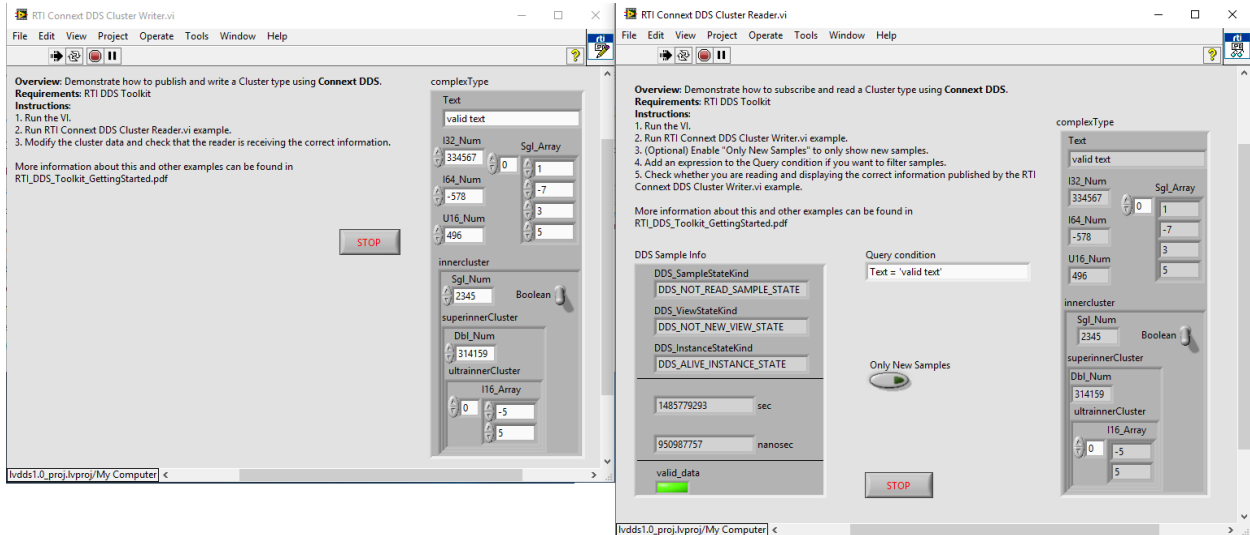 RTI Connext DDS Cluster Writer.vi
File Edit View Project Operate Tools Window Help
rti
Overview: Demonstrate how to publish and write a Cluster type using Connext DDS.
Requirements: RTI DDS Toolkit
Instructions:
1. Run the VI.
2. Run RTI Connext DDS Cluster Reader.vi example.
3. Modify the cluster data and check that the reader is receiving the correct information.
More information about this and other examples can be found in
RTI_DDS_Toolkit_GettingStarted.pdf
STOP
complexType
Text
valid text
I32_Num
334567
Sgl_Array
0
1
-7
3
5
I64_Num
-578
U16_Num
496
innercluster
Sgl_Num
2345
Boolean
superinnerCluster
Dbl_Num
314159
ultrainnerCluster
I16_Array
0
-5
5
lvdds1.0_proj.lvproj/My Computer
RTI Connext DDS Cluster Reader.vi
File Edit View Project Operate Tools Window Help
rti
Overview: Demonstrate how to subscribe and read a Cluster type using Connext DDS.
Requirements: RTI DDS Toolkit
Instructions:
1. Run the VI.
2. Run RTI Connext DDS Cluster Writer.vi example.
3. (Optional) Enable "Only New Samples" to only show new samples.
4. Add an expression to the Query condition if you want to filter samples.
5. Check whether you are reading and displaying the correct information published by the RTI
Connext DDS Cluster Writer.vi example.
More information about this and other examples can be found in
RTI_DDS_Toolkit_GettingStarted.pdf
DDS Sample Info
DDS_SampleStateKind
DDS_NOT_READ_SAMPLE_STATE
DDS_ViewStateKind
DDS_NOT_NEW_VIEW_STATE
DDS_InstanceStateKind
DDS_ALIVE_INSTANCE_STATE
1485779293 sec
950987757 nanosec
valid_data
Query condition
Text = 'valid text'
Only New Samples
STOP
complexType
Text
valid text
I32_Num
334567
Sgl_Array
0
1
-7
3
5
I64_Num
-578
U16_Num
496
innercluster
Sgl_Num
2345
Boolean
superinnerCluster
Dbl_Num
314159
ultrainnerCluster
I16_Array
0
-5
5
lvdds1.0_proj.lvproj/My Computer